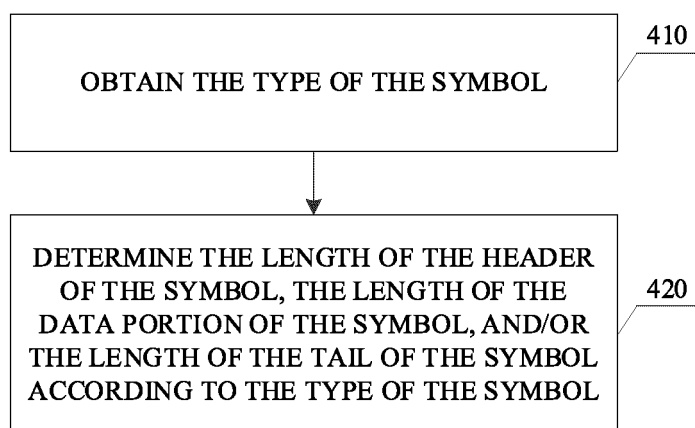 410
OBTAIN THE TYPE OF THE SYMBOL
DETERMINE THE LENGTH OF THE HEADER
OF THE SYMBOL, THE LENGTH OF THE
DATA PORTION OF THE SYMBOL, AND/OR
THE LENGTH OF THE TAIL OF THE SYMBOL
ACCORDING TO THE TYPE OF THE SYMBOL
420